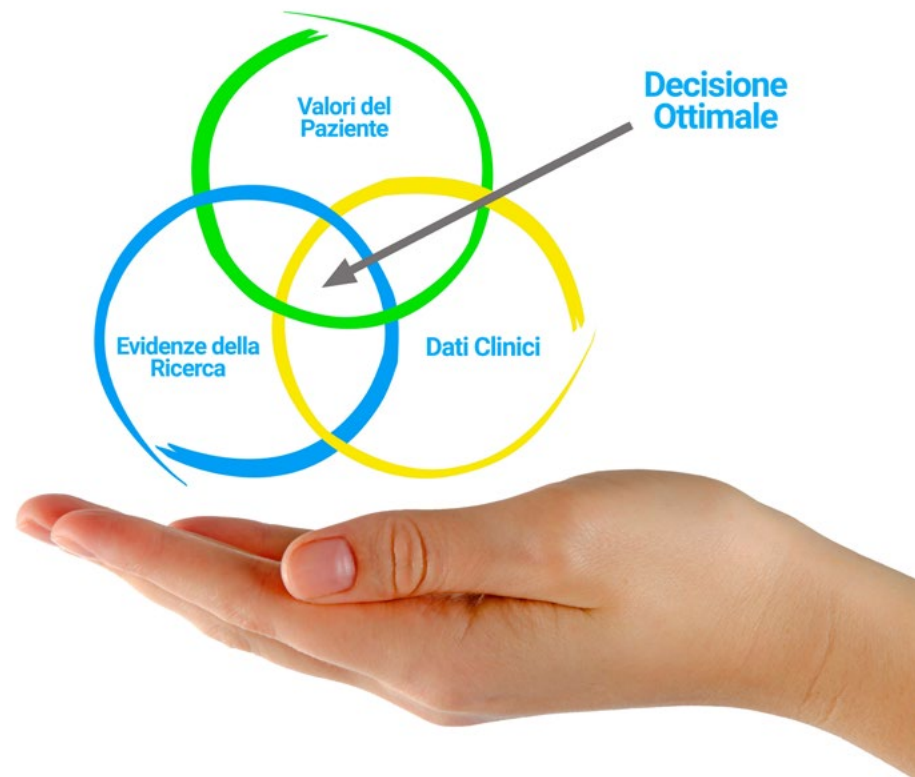 Valori del
Paziente
Decisione
Ottimale
Evidenze della
Ricerca
Dati Clinici